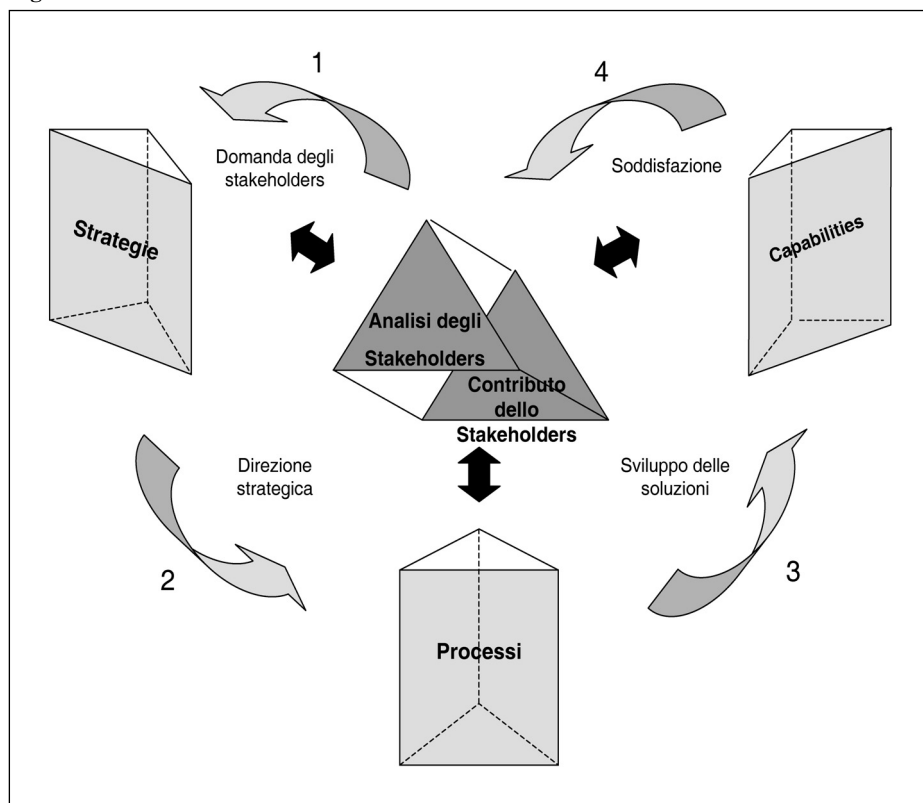 1
4
Domanda degli
stakeholders
Soddisfazione
Strategie
Capabilities
Analisi degli
Stakeholders
Contributo
dello
Stakeholders
Direzione
strategica
Sviluppo delle
soluzioni
2
3
Processi